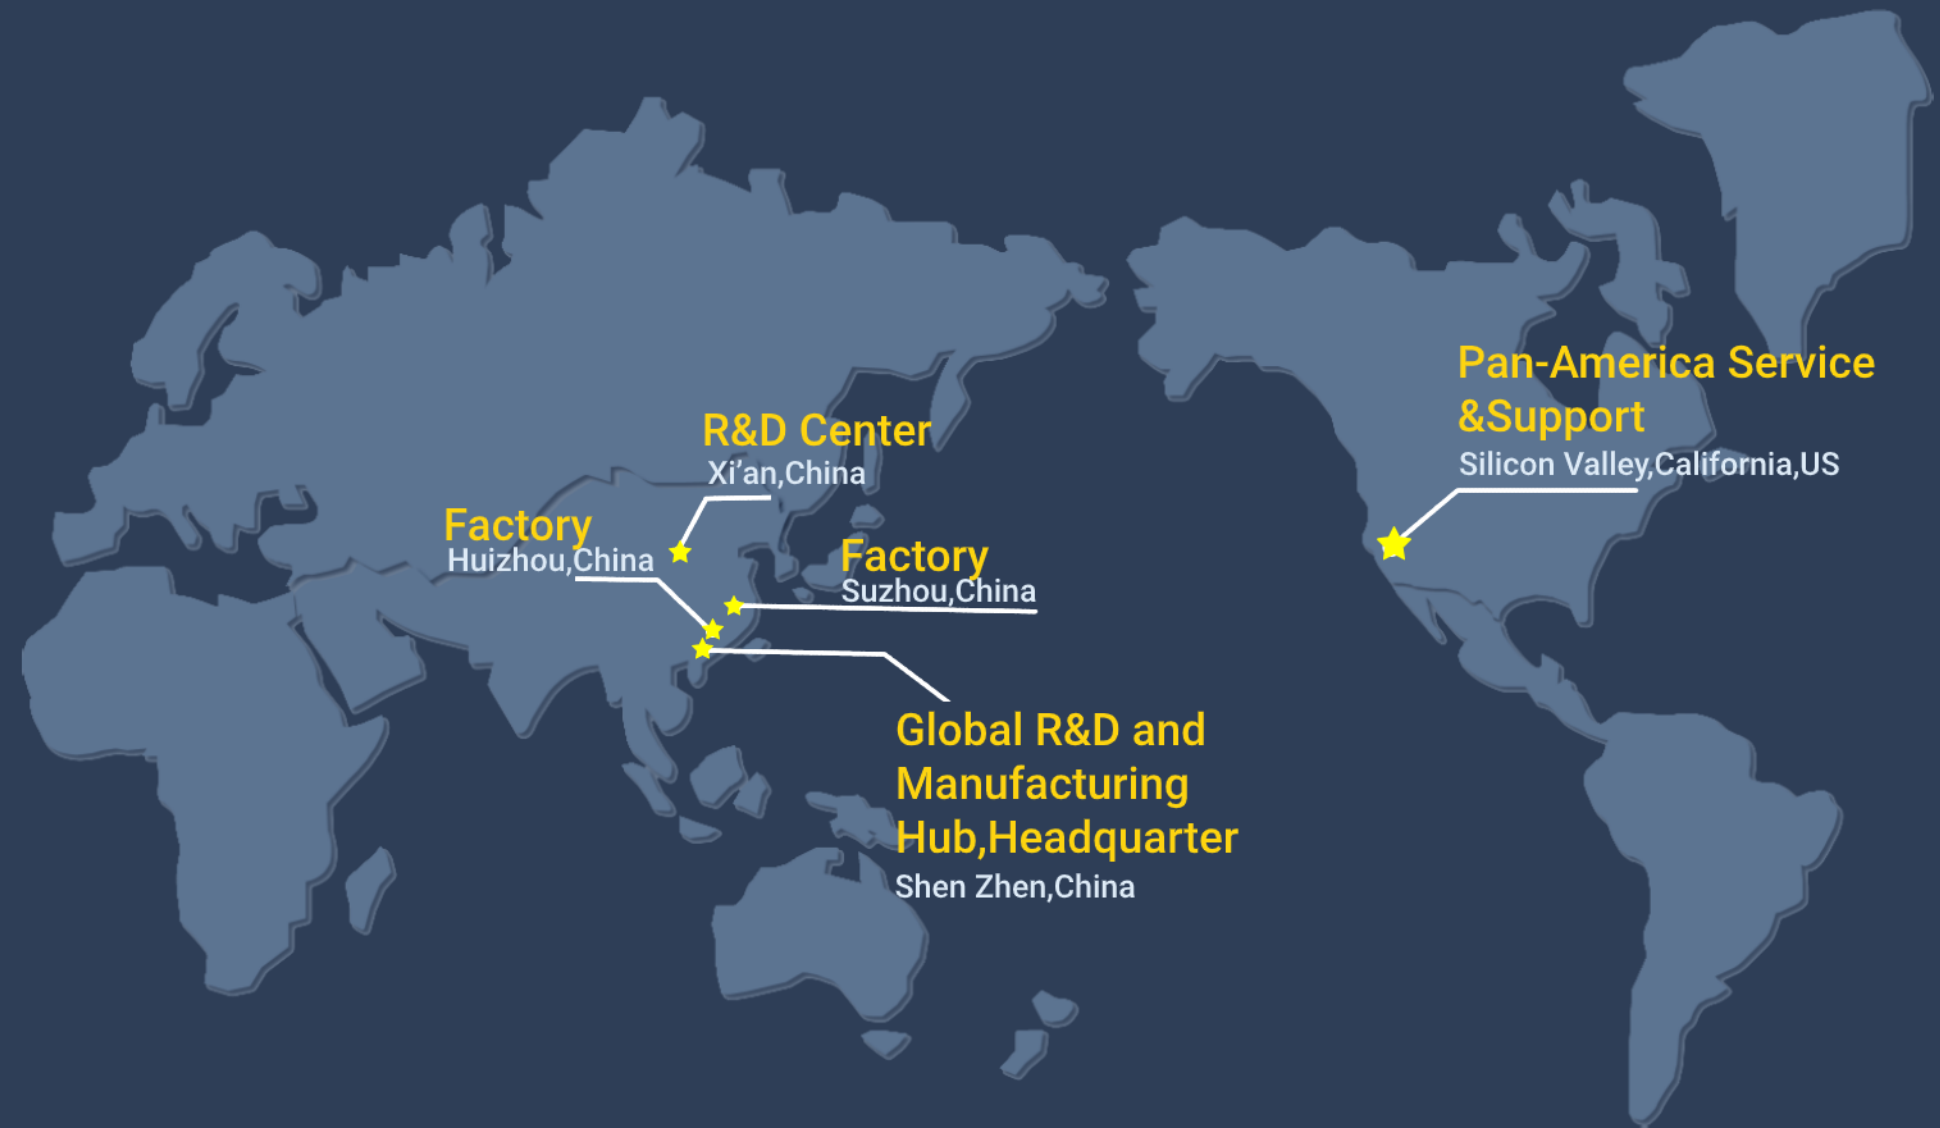 R&D Center
Xi’an,China
Factory
Huizhou,China
Factory
Suzhou,China
Global R&D and
Manufacturing
Hub,Headquarter
Shen Zhen,China
Pan-America Service
&Support
Silicon Valley,California,US